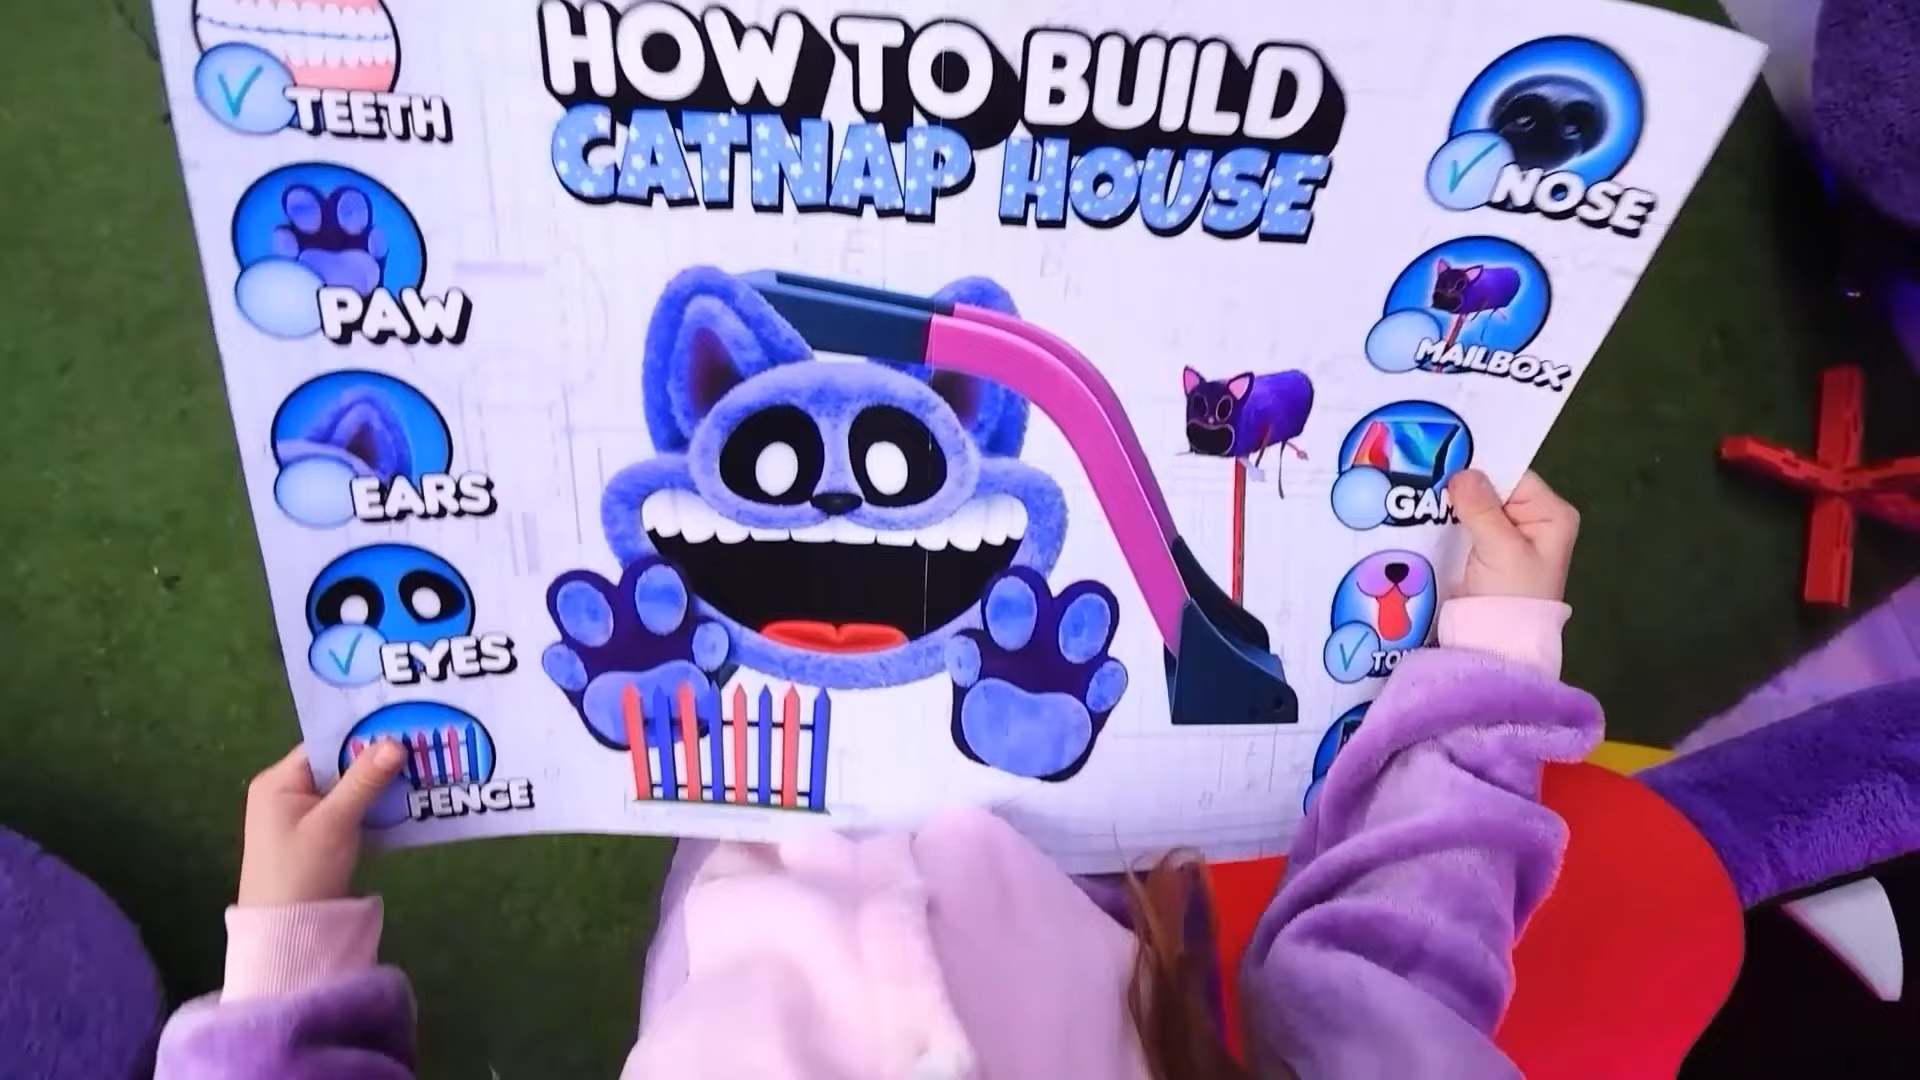 HOW TO BUILD
CATNAP HOUSE
TEETH
PAW
EARS
EYES
FENCE
NOSE
MAILBOX